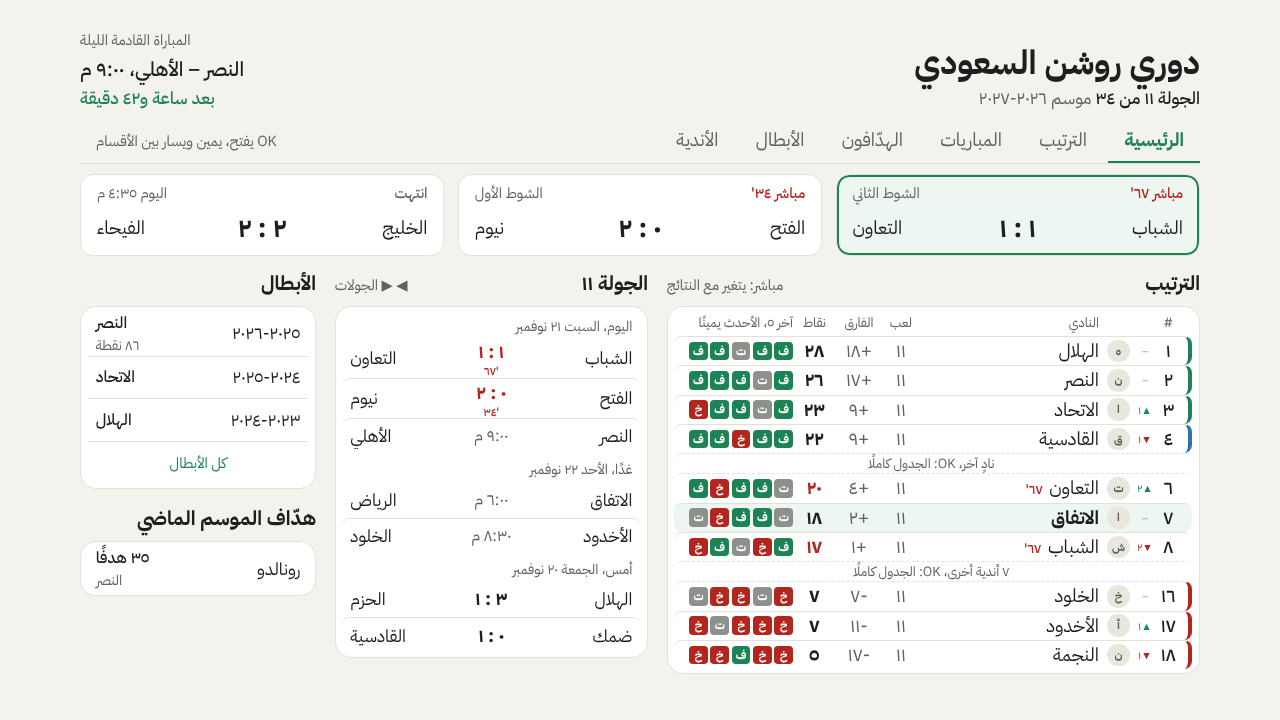 دوري روشن السعودي
الجولة ١١ من ٣٤ موسم ٢٠٢٦-٢٠٢٧
المباراة القادمة الليلة
النصر – الأهلي، ٩:٠٠ م
بعد ساعة و٤٢ دقيقة
الرئيسية
الترتيب
المباريات
الهدّافون
الأبطال
الأندية
OK يفتح، يمين ويسار بين الأقسام
مباشر ٦٧'
الشوط الثاني
الشباب ١ : ١ التعاون
مباشر ٣٤'
الشوط الأول
الفتح ٠ : ٢ نيوم
انتهت
اليوم ٤:٣٥ م
الخليج ٢ : ٢ الفيحاء
الترتيب
مباشر: يتغير مع النتائج
# النادي لعب الفارق نقاط آخر ٥، الأحدث يمينًا
١ – ه الهلال ١١ +١٨ ٢٨ ف ف ت ف ف
٢ – ن النصر ١١ +١٧ ٢٦ ف ف ف ت ف
٣ ▲١ ا الاتحاد ١١ +٩ ٢٣ ف ت ف ف خ
٤ ▼١ ق القادسية ١١ +٩ ٢٢ ف ف خ ف ف
نادٍ آخر، OK: الجدول كاملًا
٦ ▲٢ ت التعاون ٦٧' ١١ +٤ ٢٠ ت ف ف خ ف
٧ – ا الاتفاق ١١ +٢ ١٨ ت ف ف خ ت
٨ ▼٢ ش الشباب ٦٧' ١١ +١ ١٧ ف خ ف ت خ
٧ أندية أخرى، OK: الجدول كاملًا
١٦ – خ الخلود ١١ -٧ ٧ خ ت خ خ ت
١٧ ▲١ أ الأخدود ١١ -١١ ٧ خ خ خ ت خ
١٨ ▼١ ن النجمة ١١ -١٧ ٥ خ خ ف خ خ
الجولة ١١
◀ ▶ الجولات
اليوم، السبت ٢١ نوفمبر
الشباب ١ : ١ التعاون
٦٧'
الفتح ٠ : ٢ نيوم
٣٤'
النصر ٩:٠٠ م الأهلي
غدًا، الأحد ٢٢ نوفمبر
الاتفاق ٦:٠٠ م الرياض
الأخدود ٨:٣٠ م الخلود
أمس، الجمعة ٢٠ نوفمبر
الهلال ٣ : ١ الحزم
ضمك ٠ : ١ القادسية
الأبطال
٢٠٢٥-٢٠٢٦ النصر
٨٦ نقطة
٢٠٢٤-٢٠٢٥ الاتحاد
٢٠٢٣-٢٠٢٤ الهلال
كل الأبطال
هدّاف الموسم الماضي
رونالدو ٣٥ هدفًا
النصر